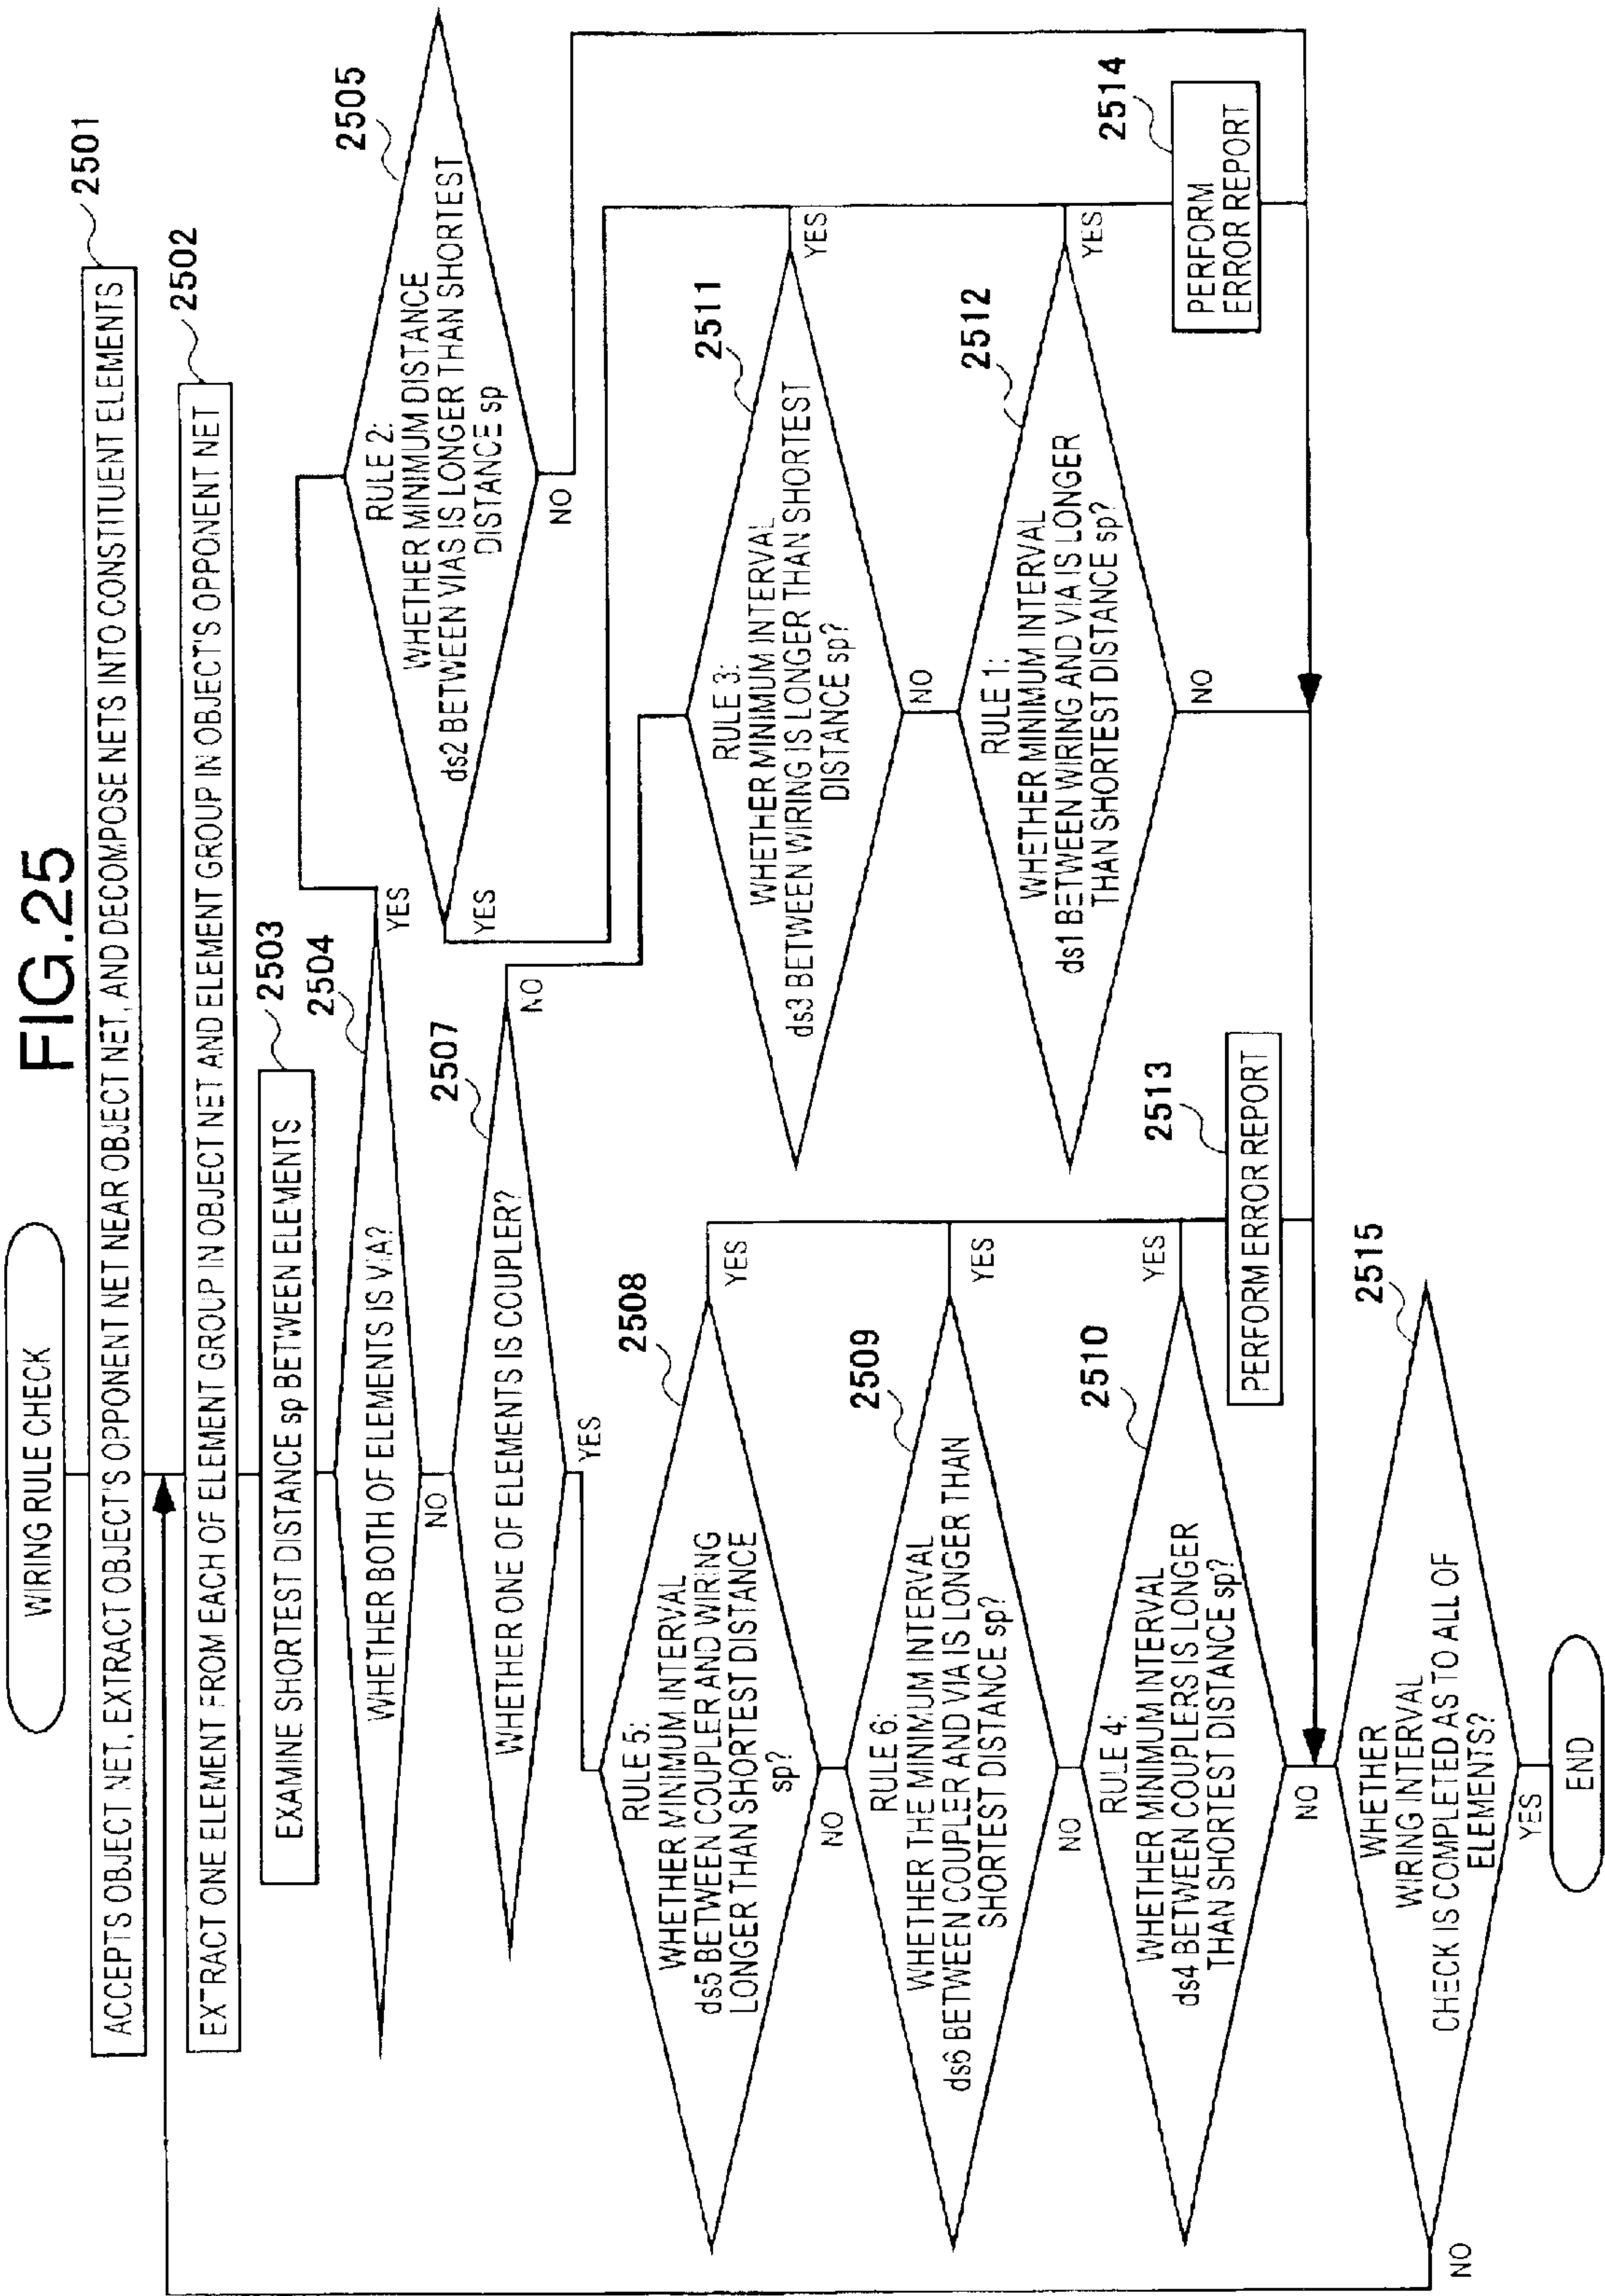 FIG.25
WIRING RULE CHECK
ACCEPTS OBJECT NET, EXTRACT OBJECT'S OPPONENT NET NEAR OBJECT NET, AND DECOMPOSE NETS INTO CONSTITUENT ELEMENTS
2501
EXTRACT ONE ELEMENT FROM EACH OF ELEMENT GROUP IN OBJECT NET AND ELEMENT GROUP IN OBJECT'S OPPONENT NET
2502
EXAMINE SHORTEST DISTANCE sp BETWEEN ELEMENTS
2503
2504
WHETHER BOTH OF ELEMENTS IS VIA?
YES
NO
2505
RULE 2:
WHETHER MINIMUM DISTANCE
ds2 BETWEEN VIAS IS LONGER THAN SHORTEST
DISTANCE sp
YES
NO
2507
WHETHER ONE OF ELEMENTS IS COUPLER?
NO
YES
2508
RULE 5:
WHETHER MINIMUM INTERVAL
ds5 BETWEEN COUPLER AND WIRING
LONGER THAN SHORTEST DISTANCE
sp?
YES
NO
2509
RULE 6:
WHETHER THE MINIMUM INTERVAL
ds6 BETWEEN COUPLER AND VIA IS LONGER THAN
SHORTEST DISTANCE sp?
YES
NO
2510
RULE 4:
WHETHER MINIMUM INTERVAL
ds4 BETWEEN COUPLERS IS LONGER
THAN SHORTEST DISTANCE sp?
YES
NO
2511
RULE 3:
WHETHER MINIMUM INTERVAL
ds3 BETWEEN WIRING IS LONGER THAN SHORTEST
DISTANCE sp?
YES
NO
2512
RULE 1:
WHETHER MINIMUM INTERVAL
ds1 BETWEEN WIRING AND VIA IS LONGER
THAN SHORTEST DISTANCE sp?
YES
NO
2513
PERFORM ERROR REPORT
2514
PERFORM
ERROR REPORT
2515
WHETHER
WIRING INTERVAL
CHECK IS COMPLETED AS TO ALL OF
ELEMENTS?
NO
YES
END